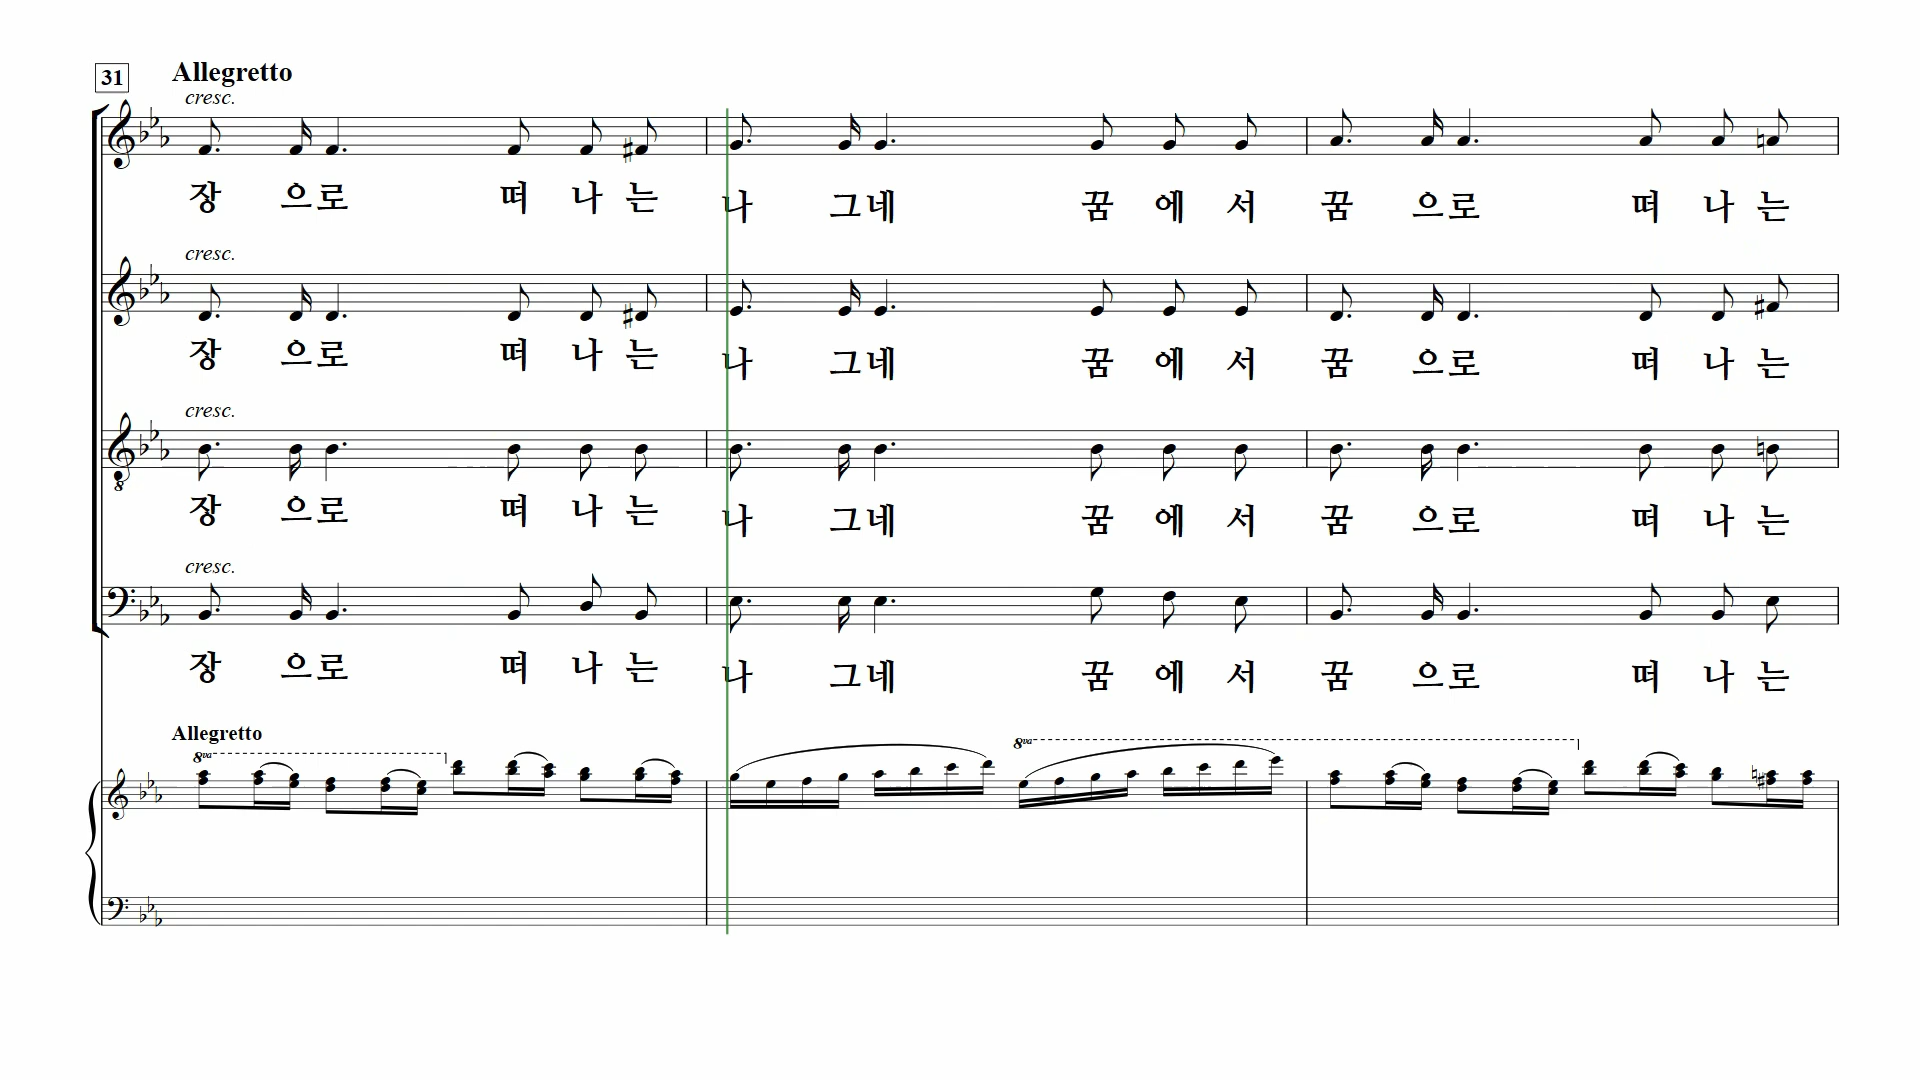 31 Allegretto
cresc.
장 으로 떠 나 는 나 그네 꿈 에 서 꿈 으로 떠 나 는
cresc.
장 으로 떠 나 는 나 그네 꿈 에 서 꿈 으로 떠 나 는
cresc.
8
장 으로 떠 나 는 나 그네 꿈 에 서 꿈 으로 떠 나 는
cresc.
장 으로 떠 나 는 나 그네 꿈 에 서 꿈 으로 떠 나 는
Allegretto
8va 8va